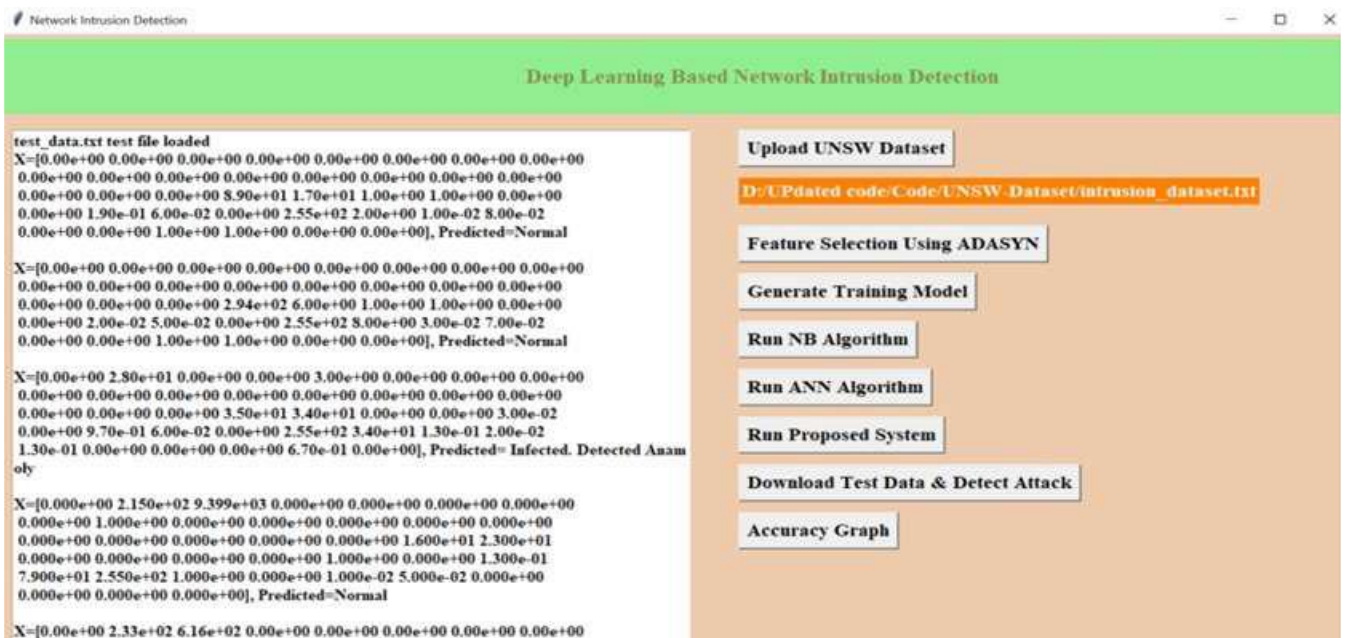 Network Intrusion Detection
Deep Learning Based Network Intrusion Detection
test_data.txt test file loaded
X=[0.00e+00 0.00e+00 0.00e+00 0.00e+00 0.00e+00 0.00e+00 0.00e+00 0.00e+00
0.00e+00 0.00e+00 0.00e+00 0.00e+00 0.00e+00 0.00e+00 0.00e+00 0.00e+00
0.00e+00 0.00e+00 0.00e+00 8.90e+01 1.70e+01 1.00e+00 1.00e+00 0.00e+00
0.00e+00 1.90e-01 6.00e-02 0.00e+00 2.55e+02 2.00e+00 1.00e-02 8.00e-02
0.00e+00 0.00e+00 1.00e+00 1.00e+00 0.00e+00 0.00e+00], Predicted=Normal
X=[0.00e+00 0.00e+00 0.00e+00 0.00e+00 0.00e+00 0.00e+00 0.00e+00 0.00e+00
0.00e+00 0.00e+00 0.00e+00 0.00e+00 0.00e+00 0.00e+00 0.00e+00 0.00e+00
0.00e+00 0.00e+00 0.00e+00 2.94e+02 6.00e+00 1.00e+00 1.00e+00 0.00e+00
0.00e+00 2.00e-02 5.00e-02 0.00e+00 2.55e+02 8.00e+00 3.00e-02 7.00e-02
0.00e+00 0.00e+00 1.00e+00 1.00e+00 0.00e+00 0.00e+00], Predicted=Normal
X=[0.00e+00 2.80e+01 0.00e+00 0.00e+00 3.00e+00 0.00e+00 0.00e+00 0.00e+00
0.00e+00 0.00e+00 0.00e+00 0.00e+00 0.00e+00 0.00e+00 0.00e+00 0.00e+00
0.00e+00 0.00e+00 0.00e+00 3.50e+01 3.40e+01 0.00e+00 0.00e+00 3.00e-02
0.00e+00 9.70e-01 6.00e-02 0.00e+00 2.55e+02 3.40e+01 1.30e-01 2.00e-02
1.30e-01 0.00e+00 0.00e+00 0.00e+00 6.70e-01 0.00e+00], Predicted= Infected. Detected Anam
oly
X=[0.000e+00 2.150e+02 9.399e+03 0.000e+00 0.000e+00 0.000e+00 0.000e+00
0.000e+00 1.000e+00 0.000e+00 0.000e+00 0.000e+00 0.000e+00 0.000e+00
0.000e+00 0.000e+00 0.000e+00 0.000e+00 0.000e+00 1.600e+01 2.300e+01
0.000e+00 0.000e+00 0.000e+00 0.000e+00 1.000e+00 0.000e+00 1.300e-01
7.900e+01 2.550e+02 1.000e+00 0.000e+00 1.000e-02 5.000e-02 0.000e+00
0.000e+00 0.000e+00 0.000e+00], Predicted=Normal
X=[0.00e+00 2.33e+02 6.16e+02 0.00e+00 0.00e+00 0.00e+00 0.00e+00 0.00e+00
Upload UNSW Dataset
D:/UPdated code/Code/UNSW-Dataset/intrusion_dataset.txt
Feature Selection Using ADASYN
Generate Training Model
Run NB Algorithm
Run ANN Algorithm
Run Proposed System
Download Test Data & Detect Attack
Accuracy Graph